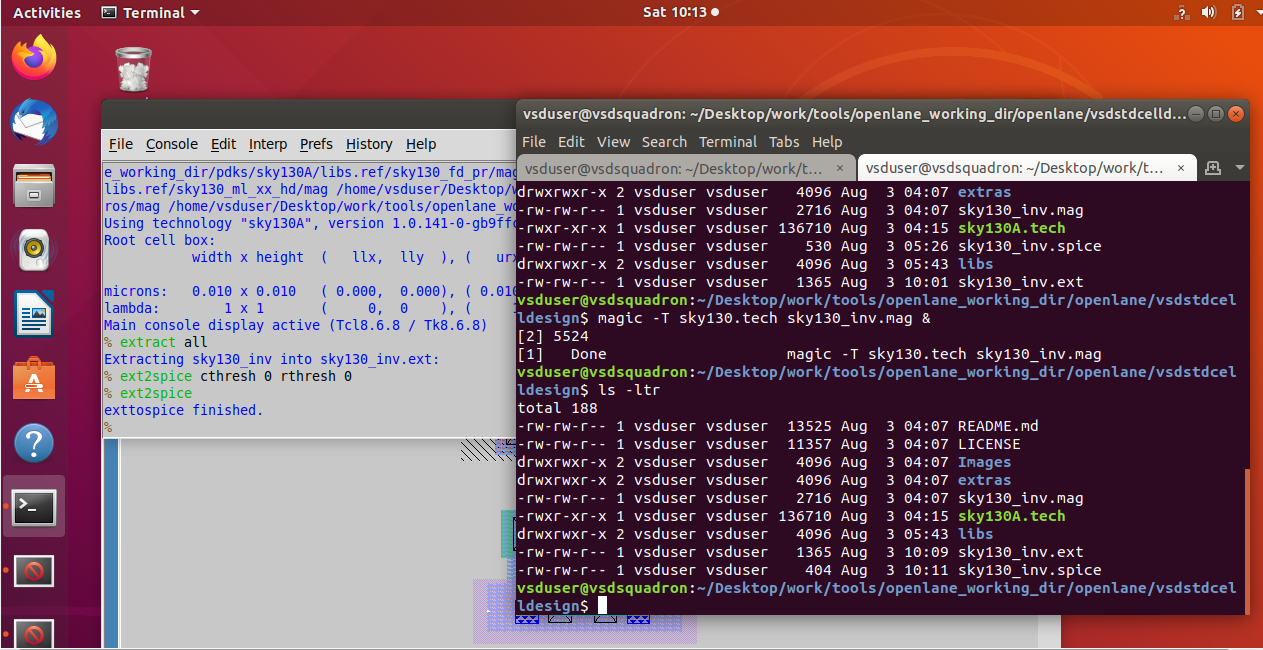 Activities Terminal Sat 10:13
File Console Edit Interp Prefs History Help
e_working_dir/pdks/sky130A/libs.ref/sky130_fd_pr/mag
libs.ref/sky130_ml_xx_hd/mag /home/vsduser/Desktop/
ros/mag /home/vsduser/Desktop/work/tools/openlane_wo
Using technology "sky130A", version 1.0.141-0-gb9ffc
Root cell box:
width x height ( llx, lly ), ( ur
microns: 0.010 x 0.010 ( 0.000, 0.000), ( 0.010
lambda: 1 x 1 ( 0, 0 ), (
Main console display active (Tcl8.6.8 / Tk8.6.8)
% extract all
Extracting sky130_inv into sky130_inv.ext:
% ext2spice cthresh 0 rthresh 0
% ext2spice
exttospice finished.
%
vsduser@vsdsquadron: ~/Desktop/work/tools/openlane_working_dir/openlane/vsdstdcelld...
File Edit View Search Terminal Tabs Help
vsduser@vsdsquadron: ~/Desktop/work/t... × vsduser@vsdsquadron: ~/Desktop/work/t... ×
drwxrwxr-x 2 vsduser vsduser 4096 Aug 3 04:07 extras
-rw-rw-r-- 1 vsduser vsduser 2716 Aug 3 04:07 sky130_inv.mag
-rwxr-xr-x 1 vsduser vsduser 136710 Aug 3 04:15 sky130A.tech
-rw-rw-r-- 1 vsduser vsduser 530 Aug 3 05:26 sky130_inv.spice
drwxrwxr-x 2 vsduser vsduser 4096 Aug 3 05:43 libs
-rw-rw-r-- 1 vsduser vsduser 1365 Aug 3 10:01 sky130_inv.ext
vsduser@vsdsquadron:~/Desktop/work/tools/openlane_working_dir/openlane/vsdstdcel
ldesign$ magic -T sky130.tech sky130_inv.mag &
[2] 5524
[1] Done magic -T sky130.tech sky130_inv.mag
vsduser@vsdsquadron:~/Desktop/work/tools/openlane_working_dir/openlane/vsdstdcel
ldesign$ ls -ltr
total 188
-rw-rw-r-- 1 vsduser vsduser 13525 Aug 3 04:07 README.md
-rw-rw-r-- 1 vsduser vsduser 11357 Aug 3 04:07 LICENSE
drwxrwxr-x 2 vsduser vsduser 4096 Aug 3 04:07 Images
drwxrwxr-x 2 vsduser vsduser 4096 Aug 3 04:07 extras
-rw-rw-r-- 1 vsduser vsduser 2716 Aug 3 04:07 sky130_inv.mag
-rwxr-xr-x 1 vsduser vsduser 136710 Aug 3 04:15 sky130A.tech
drwxrwxr-x 2 vsduser vsduser 4096 Aug 3 05:43 libs
-rw-rw-r-- 1 vsduser vsduser 1365 Aug 3 10:09 sky130_inv.ext
-rw-rw-r-- 1 vsduser vsduser 404 Aug 3 10:11 sky130_inv.spice
vsduser@vsdsquadron:~/Desktop/work/tools/openlane_working_dir/openlane/vsdstdcel
ldesign$